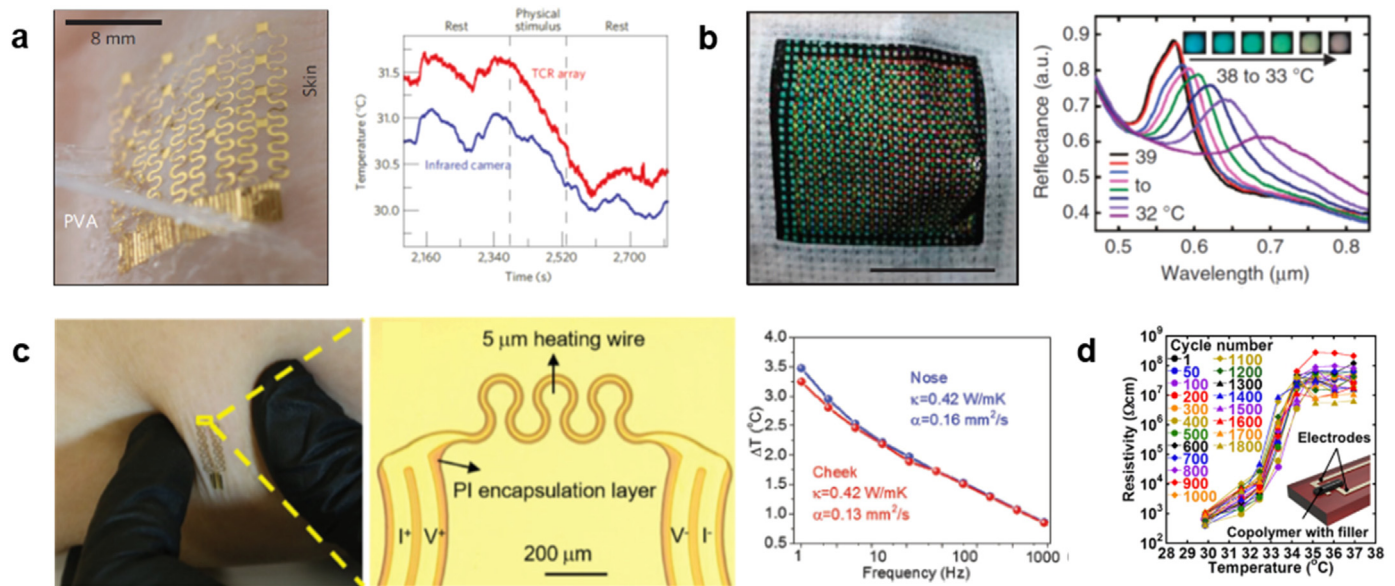 a
8 mm
Skin
PVA
Rest
Physical
stimulus
Rest
TCR array
Infrared camera
Temperature (°C)
31.5
31.0
30.5
30.0
2,160
2,340
2,520
2,700
Time (s)
b
38 to 33 °C
Reflectance (a.u.)
0.9
0.8
0.7
0.6
0.5
0.4
39
to
32 °C
0.5
0.6
0.7
0.8
Wavelength (μm)
c
5 μm heating wire
PI encapsulation layer
I⁺
V⁺
V⁻
I⁻
200 μm
ΔT (°C)
4.0
3.5
3.0
2.5
2.0
1.5
1.0
0.5
Nose
κ=0.42 W/mK
α=0.16 mm²/s
Cheek
κ=0.42 W/mK
α=0.13 mm²/s
1
10
100
1000
Frequency (Hz)
d
Resistivity (Ωcm)
10⁹
10⁸
10⁷
10⁶
10⁵
10⁴
10³
10²
Cycle number
1 1100
50 1200
100 1300
200 1400
300 1500
400 1600
500 1700
600 1800
700
800
900
1000
Electrodes
Copolymer with filler
28 29 30 31 32 33 34 35 36 37 38
Temperature (°C)